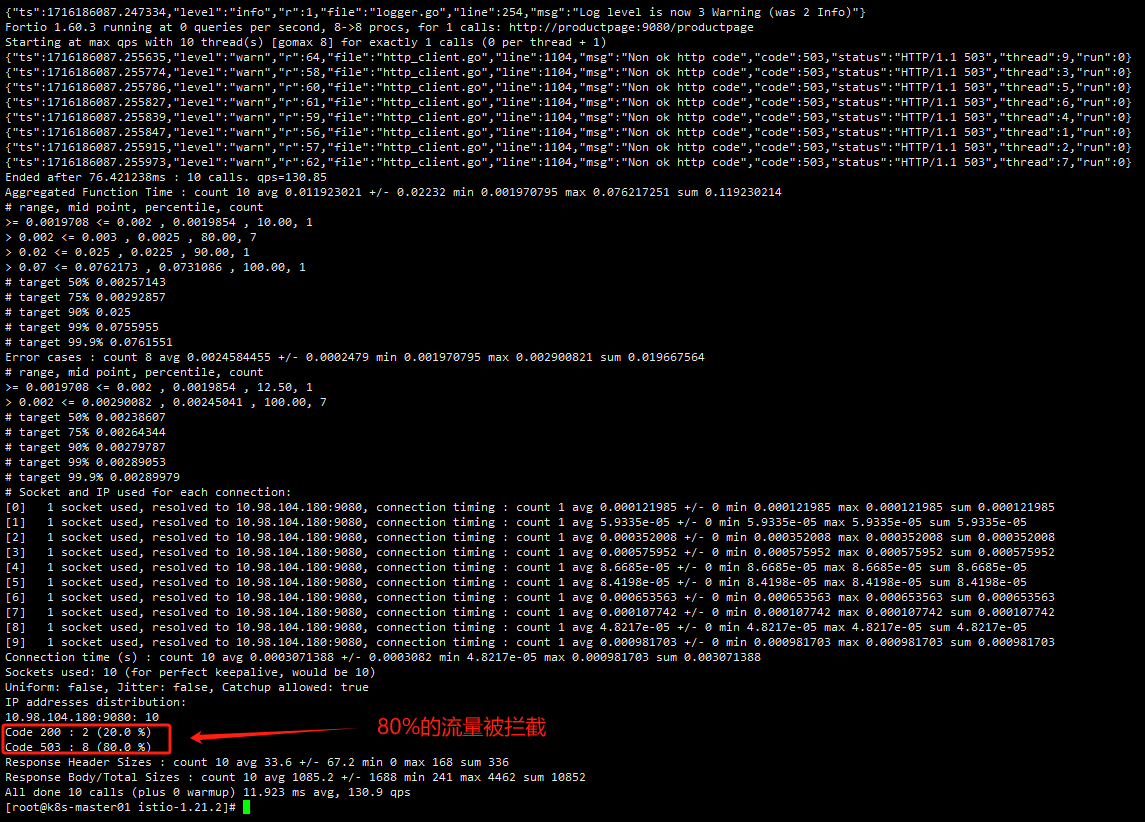 {"ts":1716186087.247334,"level":"info","r":1,"file":"logger.go","line":254,"msg":"Log level is now 3 Warning (was 2 Info)"}
Fortio 1.60.3 running at 0 queries per second, 8->8 procs, for 1 calls: http://productpage:9080/productpage
Starting at max qps with 10 thread(s) [gomax 8] for exactly 1 calls (0 per thread + 1)
{"ts":1716186087.255635,"level":"warn","r":64,"file":"http_client.go","line":1104,"msg":"Non ok http code","code":503,"status":"HTTP/1.1 503","thread":9,"run":0}
{"ts":1716186087.255774,"level":"warn","r":58,"file":"http_client.go","line":1104,"msg":"Non ok http code","code":503,"status":"HTTP/1.1 503","thread":3,"run":0}
{"ts":1716186087.255786,"level":"warn","r":60,"file":"http_client.go","line":1104,"msg":"Non ok http code","code":503,"status":"HTTP/1.1 503","thread":5,"run":0}
{"ts":1716186087.255827,"level":"warn","r":61,"file":"http_client.go","line":1104,"msg":"Non ok http code","code":503,"status":"HTTP/1.1 503","thread":6,"run":0}
{"ts":1716186087.255839,"level":"warn","r":59,"file":"http_client.go","line":1104,"msg":"Non ok http code","code":503,"status":"HTTP/1.1 503","thread":4,"run":0}
{"ts":1716186087.255847,"level":"warn","r":56,"file":"http_client.go","line":1104,"msg":"Non ok http code","code":503,"status":"HTTP/1.1 503","thread":1,"run":0}
{"ts":1716186087.255915,"level":"warn","r":57,"file":"http_client.go","line":1104,"msg":"Non ok http code","code":503,"status":"HTTP/1.1 503","thread":2,"run":0}
{"ts":1716186087.255973,"level":"warn","r":62,"file":"http_client.go","line":1104,"msg":"Non ok http code","code":503,"status":"HTTP/1.1 503","thread":7,"run":0}
Ended after 76.421238ms : 10 calls. qps=130.85
Aggregated Function Time : count 10 avg 0.011923021 +/- 0.02232 min 0.001970795 max 0.076217251 sum 0.119230214
# range, mid point, percentile, count
>= 0.0019708 <= 0.002 , 0.0019854 , 10.00, 1
> 0.002 <= 0.003 , 0.0025 , 80.00, 7
> 0.02 <= 0.025 , 0.0225 , 90.00, 1
> 0.07 <= 0.0762173 , 0.0731086 , 100.00, 1
# target 50% 0.00257143
# target 75% 0.00292857
# target 90% 0.025
# target 99% 0.0755955
# target 99.9% 0.0761551
Error cases : count 8 avg 0.0024584455 +/- 0.0002479 min 0.001970795 max 0.002900821 sum 0.019667564
# range, mid point, percentile, count
>= 0.0019708 <= 0.002 , 0.0019854 , 12.50, 1
> 0.002 <= 0.00290082 , 0.00245041 , 100.00, 7
# target 50% 0.00238607
# target 75% 0.00264344
# target 90% 0.00279787
# target 99% 0.00289053
# target 99.9% 0.00289979
# Socket and IP used for each connection:
[0]   1 socket used, resolved to 10.98.104.180:9080, connection timing : count 1 avg 0.000121985 +/- 0 min 0.000121985 max 0.000121985 sum 0.000121985
[1]   1 socket used, resolved to 10.98.104.180:9080, connection timing : count 1 avg 5.9335e-05 +/- 0 min 5.9335e-05 max 5.9335e-05 sum 5.9335e-05
[2]   1 socket used, resolved to 10.98.104.180:9080, connection timing : count 1 avg 0.000352008 +/- 0 min 0.000352008 max 0.000352008 sum 0.000352008
[3]   1 socket used, resolved to 10.98.104.180:9080, connection timing : count 1 avg 0.000575952 +/- 0 min 0.000575952 max 0.000575952 sum 0.000575952
[4]   1 socket used, resolved to 10.98.104.180:9080, connection timing : count 1 avg 8.6685e-05 +/- 0 min 8.6685e-05 max 8.6685e-05 sum 8.6685e-05
[5]   1 socket used, resolved to 10.98.104.180:9080, connection timing : count 1 avg 8.4198e-05 +/- 0 min 8.4198e-05 max 8.4198e-05 sum 8.4198e-05
[6]   1 socket used, resolved to 10.98.104.180:9080, connection timing : count 1 avg 0.000653563 +/- 0 min 0.000653563 max 0.000653563 sum 0.000653563
[7]   1 socket used, resolved to 10.98.104.180:9080, connection timing : count 1 avg 0.000107742 +/- 0 min 0.000107742 max 0.000107742 sum 0.000107742
[8]   1 socket used, resolved to 10.98.104.180:9080, connection timing : count 1 avg 4.8217e-05 +/- 0 min 4.8217e-05 max 4.8217e-05 sum 4.8217e-05
[9]   1 socket used, resolved to 10.98.104.180:9080, connection timing : count 1 avg 0.000981703 +/- 0 min 0.000981703 max 0.000981703 sum 0.000981703
Connection time (s) : count 10 avg 0.0003071388 +/- 0.0003082 min 4.8217e-05 max 0.000981703 sum 0.003071388
Sockets used: 10 (for perfect keepalive, would be 10)
Uniform: false, Jitter: false, Catchup allowed: true
IP addresses distribution:
10.98.104.180:9080: 10
Code 200 : 2 (20.0 %)
80%的流量被拦截
Code 503 : 8 (80.0 %)
Response Header Sizes : count 10 avg 33.6 +/- 67.2 min 0 max 168 sum 336
Response Body/Total Sizes : count 10 avg 1085.2 +/- 1688 min 241 max 4462 sum 10852
All done 10 calls (plus 0 warmup) 11.923 ms avg, 130.9 qps
[root@k8s-master01 istio-1.21.2]#